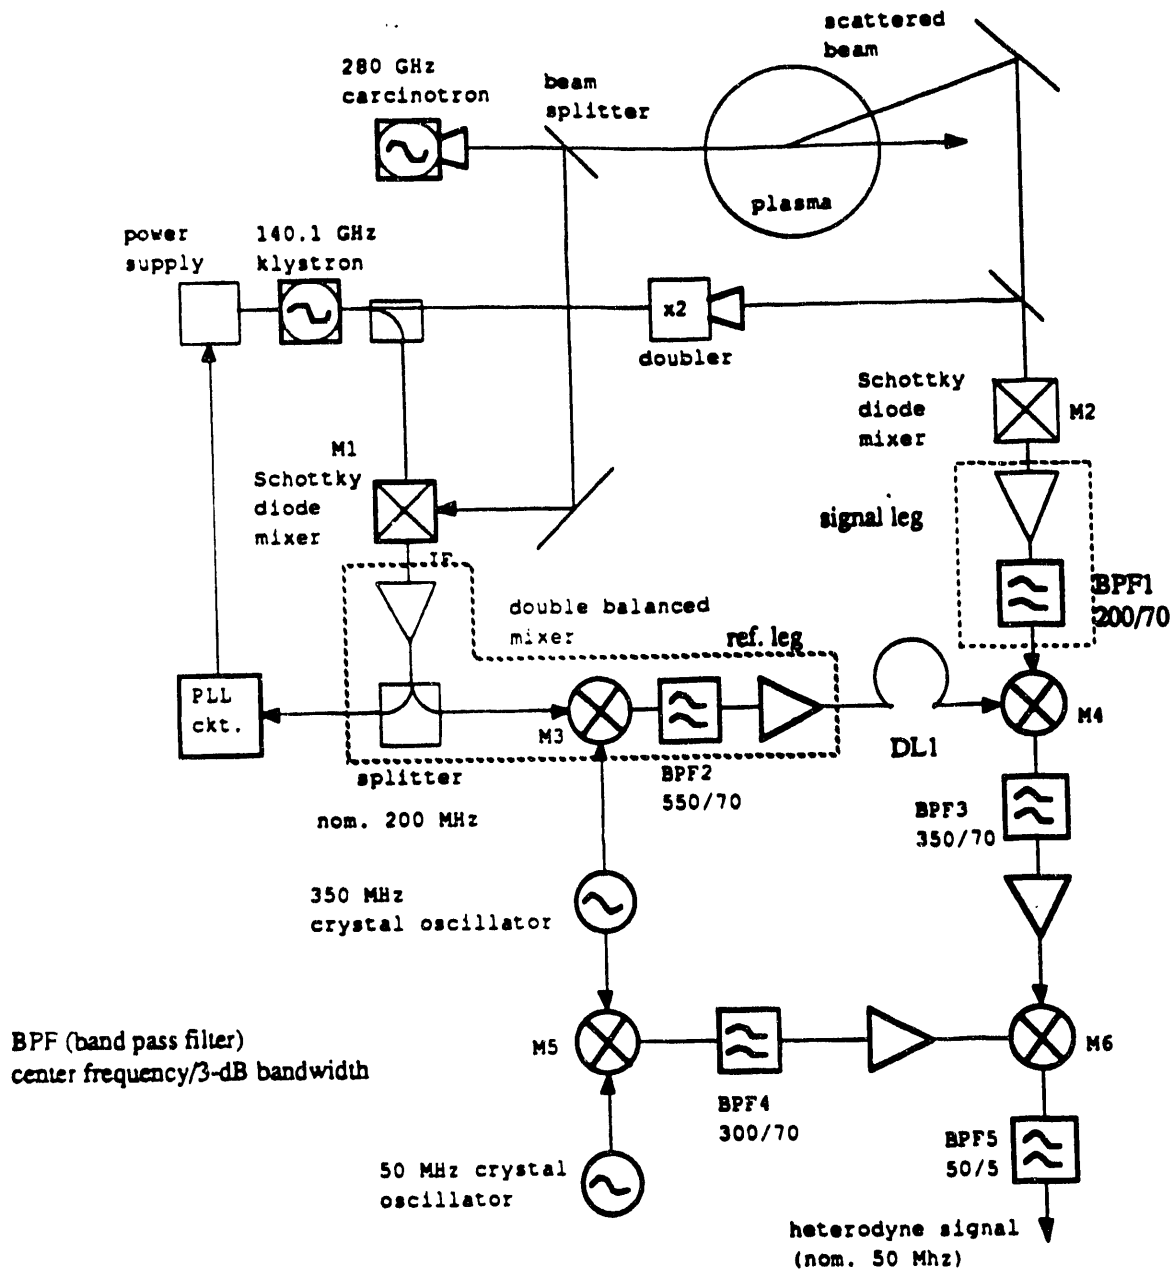 scattered
beam
280 GHz
carcinotron
beam
splitter
plasma
power
supply
140.1 GHz
klystron
x2
doubler
Schottky
diode
mixer
M2
M1
Schottky
diode
mixer
signal leg
IF
BPF1
200/70
double balanced
mixer
ref. leg
PLL
ckt.
M3
M4
DL1
splitter
BPF2
550/70
nom. 200 MHz
BPF3
350/70
350 MHz
crystal oscillator
BPF (band pass filter)
center frequency/3-dB bandwidth
M5
M6
BPF4
300/70
BPF5
50/5
50 MHz crystal
oscillator
heterodyne signal
(nom. 50 Mhz)